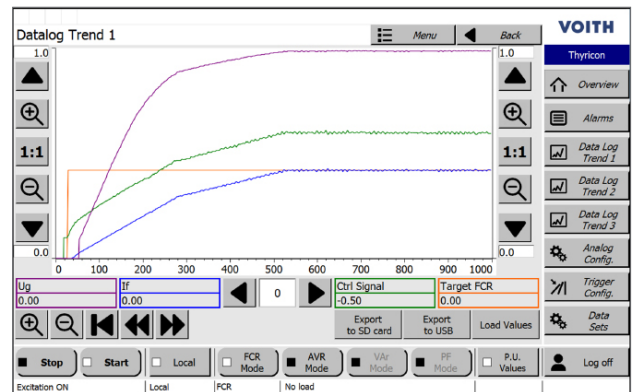 Datalog Trend 1
Menu
Back
VOITH
Thyricon
1.0
1.0
Overview
Alarms
1:1
1:1
Data Log
Trend 1
Data Log
Trend 2
Data Log
Trend 3
0.0
0.0
Analog
Config.
0 100 200 300 400 500 600 700 800 900 1000
Ug
0.00
If
0.00
0
Ctrl Signal
-0.50
Target FCR
0.00
Trigger
Config.
Export
to SD card
Export
to USB
Load Values
Data
Sets
Stop
Start
Local
FCR
Mode
AVR
Mode
VAr
Mode
PF
Mode
P.U.
Values
Log off
Excitation ON
Local
FCR
No load